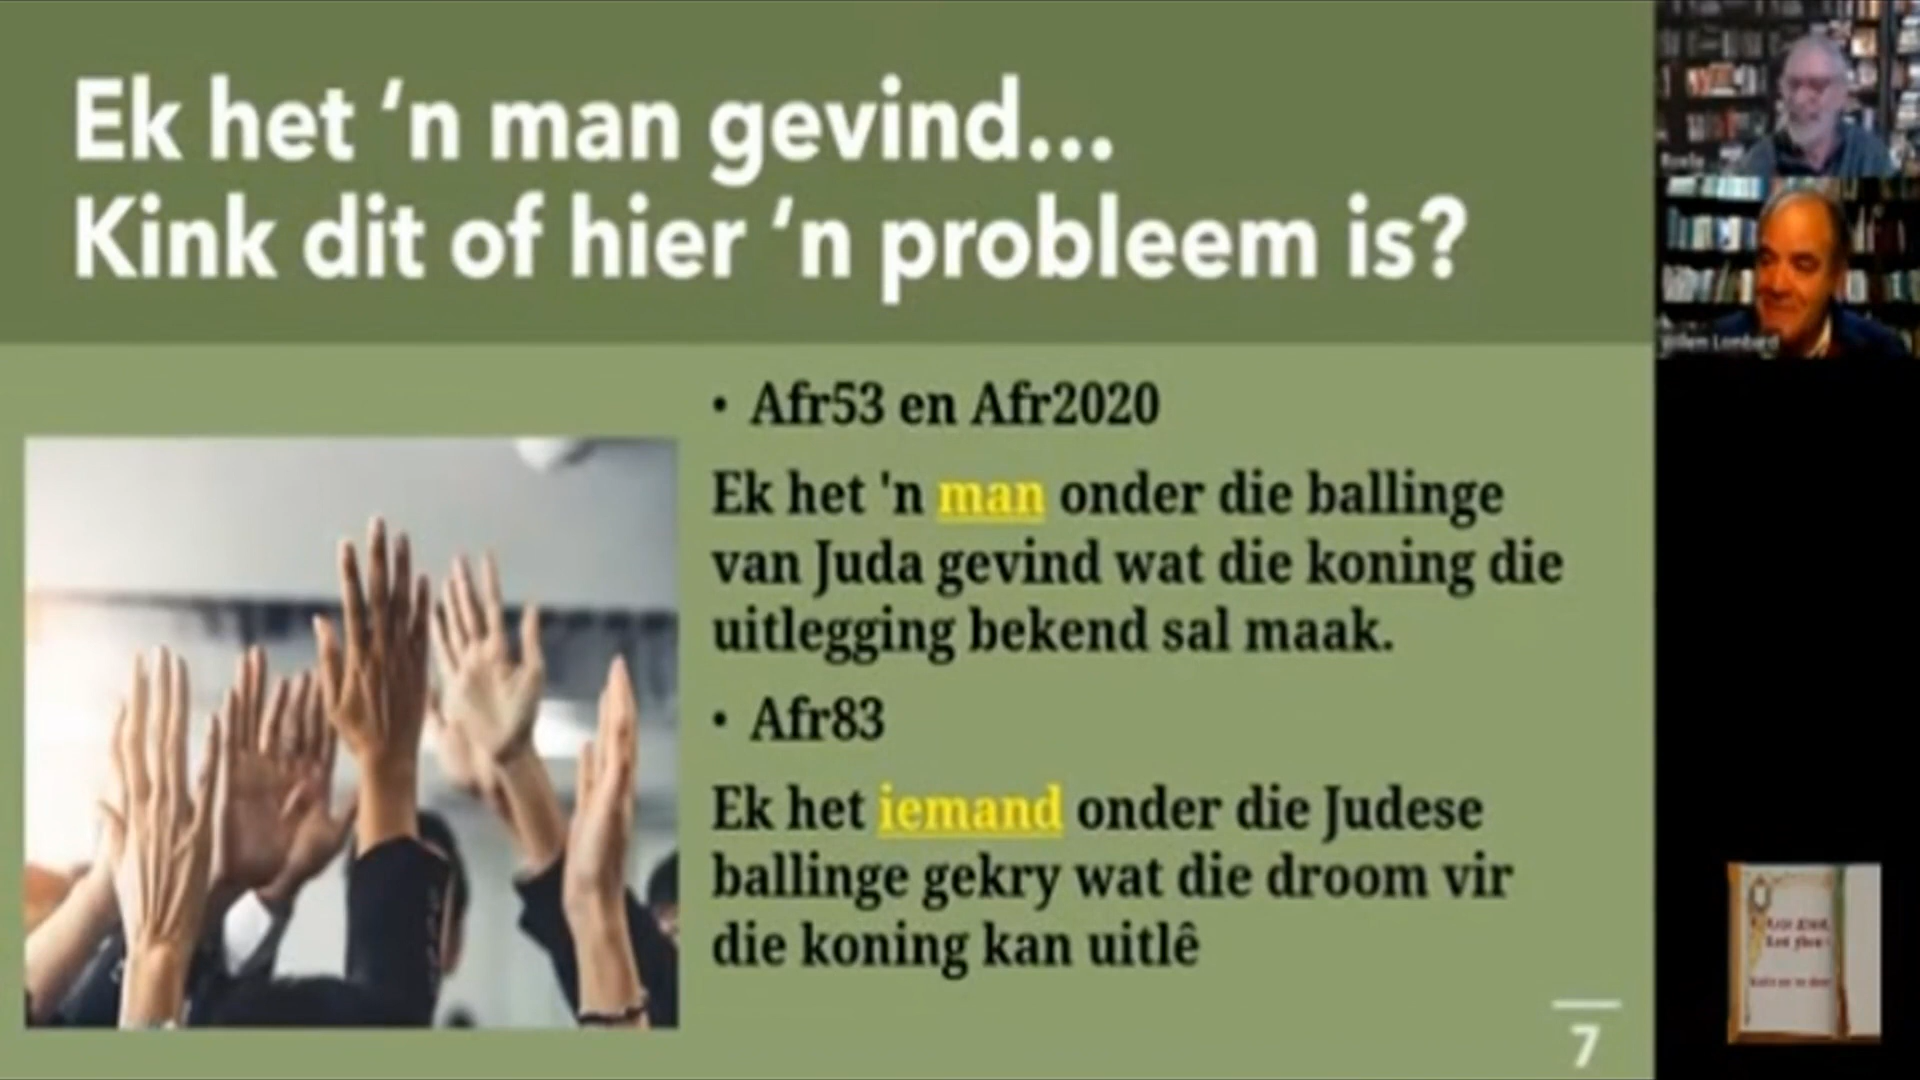 Ek het ‘n man gevind...
Kink dit of hier ‘n probleem is?
• Afr53 en Afr2020
Ek het 'n man onder die ballinge
van Juda gevind wat die koning die
uitlegging bekend sal maak.
• Afr83
Ek het iemand onder die Judese
ballinge gekry wat die droom vir
die koning kan uitlê
7
Lombard